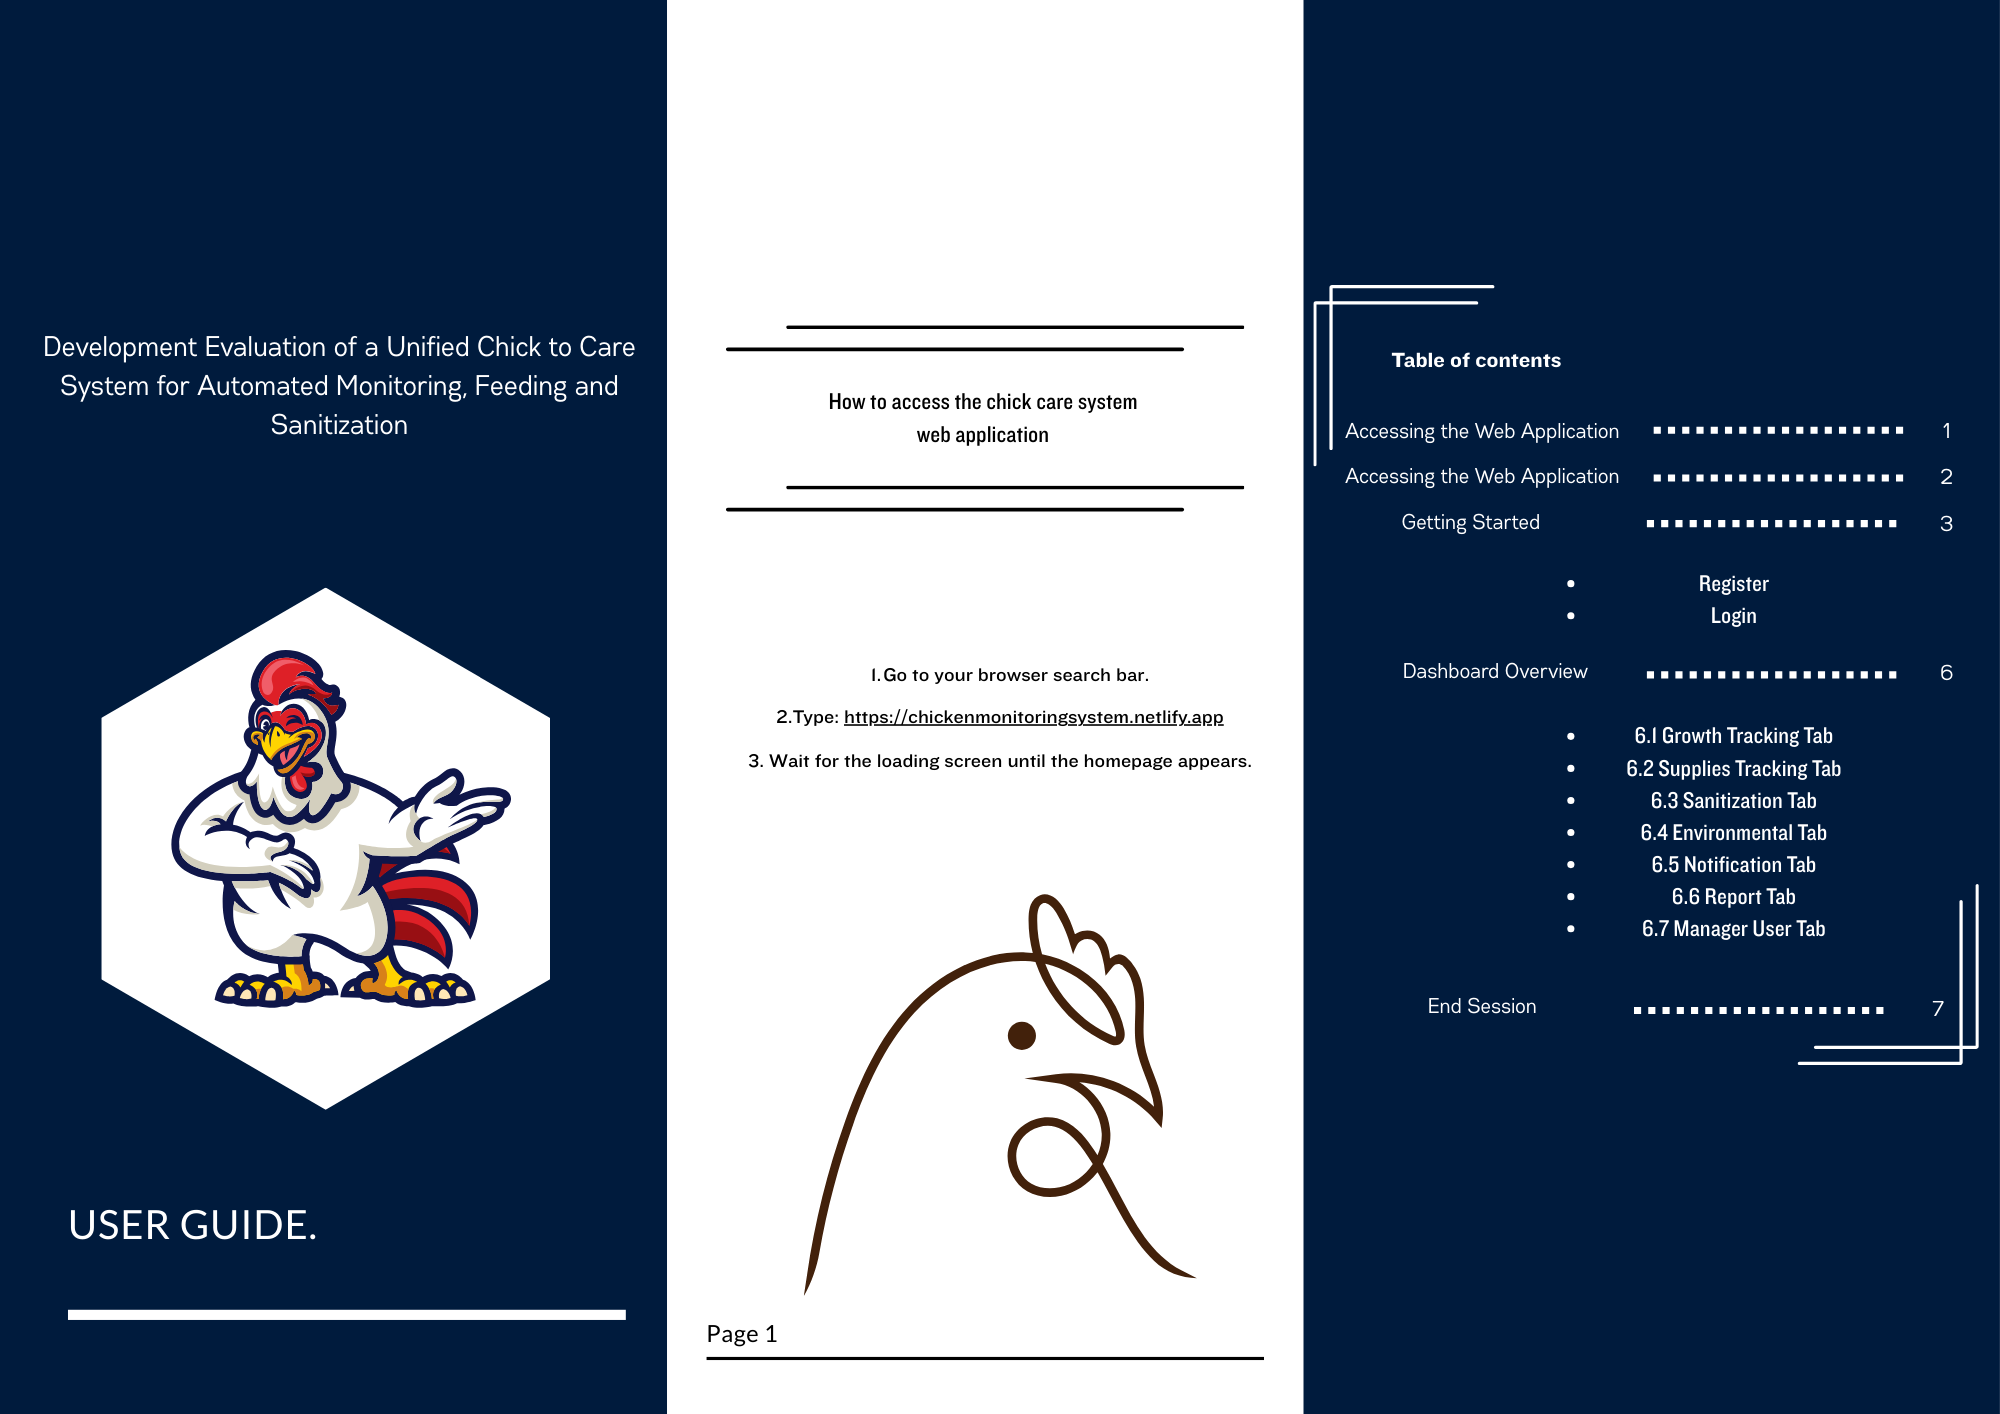 Development Evaluation of a Unified Chick to Care
System for Automated Monitoring, Feeding and
Sanitization
USER GUIDE.
How to access the chick care system
web application
1. Go to your browser search bar.
2.Type: https://chickenmonitoringsystem.netlify.app
3. Wait for the loading screen until the homepage appears.
Page 1
Table of contents
Accessing the Web Application 1
Accessing the Web Application 2
Getting Started 3
• Register
• Login
Dashboard Overview 6
• 6.1 Growth Tracking Tab
• 6.2 Supplies Tracking Tab
• 6.3 Sanitization Tab
• 6.4 Environmental Tab
• 6.5 Notification Tab
• 6.6 Report Tab
• 6.7 Manager User Tab
End Session 7